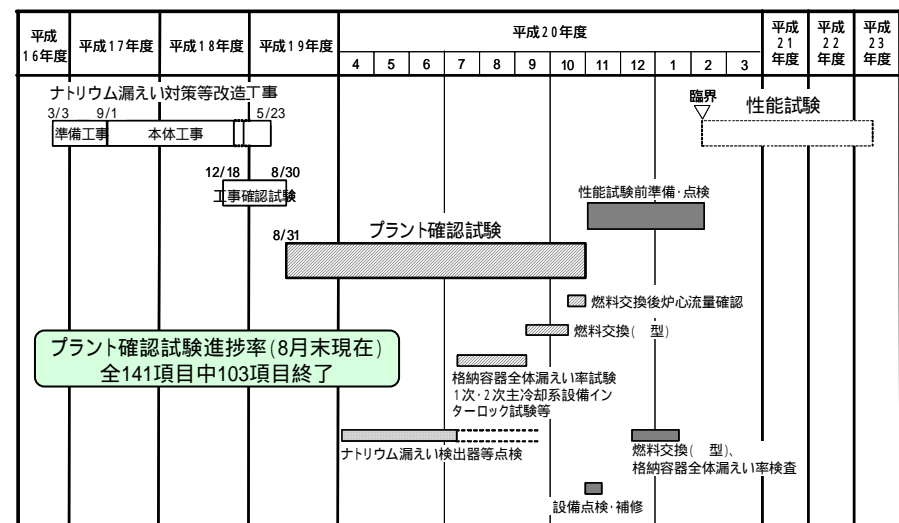 平成
16年度
平成17年度
平成18年度
平成19年度
平成20年度
平成
21
年度
平成
22
年度
平成
23
年度
4 5 6 7 8 9 10 11 12 1 2 3
ナトリウム漏えい対策等改造工事
3/3 9/1 5/23
準備工事 本体工事
臨界
性能試験
12/18 8/30
工事確認試験
性能試験前準備・点検
8/31
プラント確認試験
燃料交換後炉心流量確認
燃料交換( 型)
プラント確認試験進捗率(8月末現在)
全141項目中103項目終了
格納容器全体漏えい率試験
1次・2次主冷却系設備イン
ターロック試験等
ナトリウム漏えい検出器等点検
燃料交換( 型)、
格納容器全体漏えい率検査
設備点検・補修